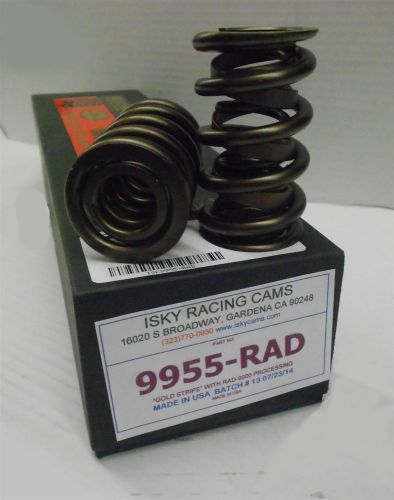 ISKY RACING CAMS
16020 S BROADWAY, GARDENA CA 90248
(323)770-0930 www.iskycams.com
PART NO
9955-RAD
"GOLD STRIPE" WITH RAD-9000 PROCESSING
MADE IN USA BATCH # 13 07/23/14
MADE IN USA